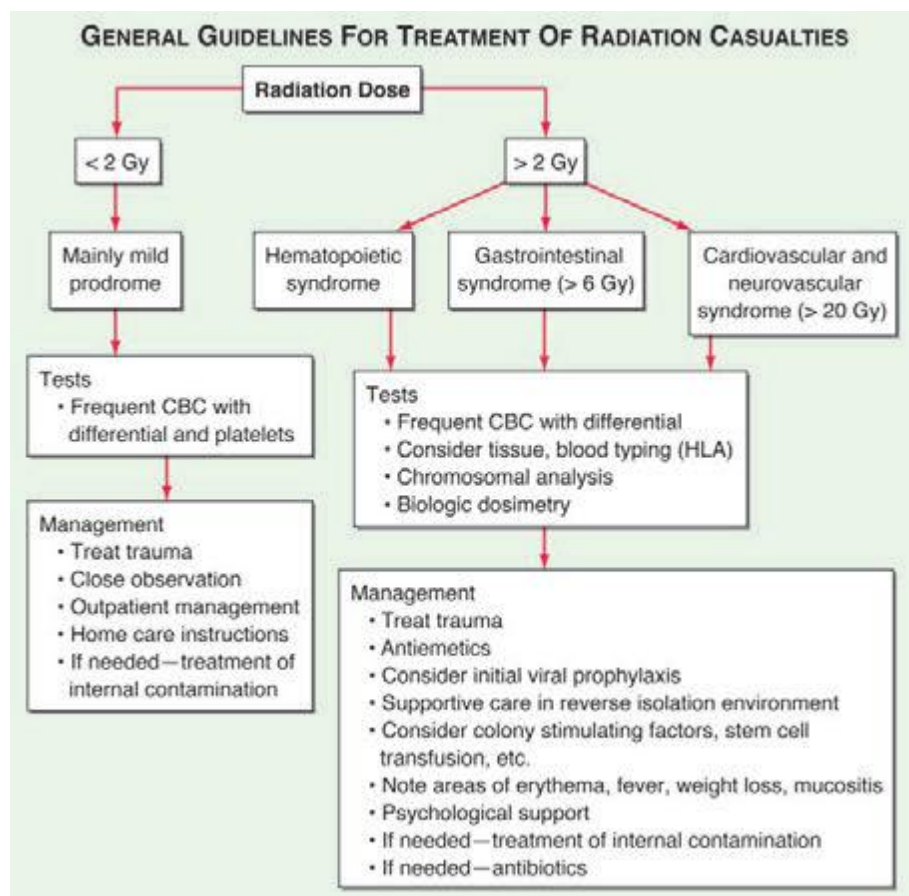 GENERAL GUIDELINES FOR TREATMENT OF RADIATION CASUALTIES
Radiation Dose
< 2 Gy
> 2 Gy
Mainly mild
prodrome
Hematopoietic
syndrome
Gastrointestinal
syndrome (> 6 Gy)
Cardiovascular and
neurovascular
syndrome (> 20 Gy)
Tests
• Frequent CBC with
differential and platelets
Tests
• Frequent CBC with differential
• Consider tissue, blood typing (HLA)
• Chromosomal analysis
• Biologic dosimetry
Management
• Treat trauma
• Close observation
• Outpatient management
• Home care instructions
• If needed—treatment of
internal contamination
Management
• Treat trauma
• Antiemetics
• Consider initial viral prophylaxis
• Supportive care in reverse isolation environment
• Consider colony stimulating factors, stem cell
transfusion, etc.
• Note areas of erythema, fever, weight loss, mucositis
• Psychological support
• If needed—treatment of internal contamination
• If needed—antibiotics